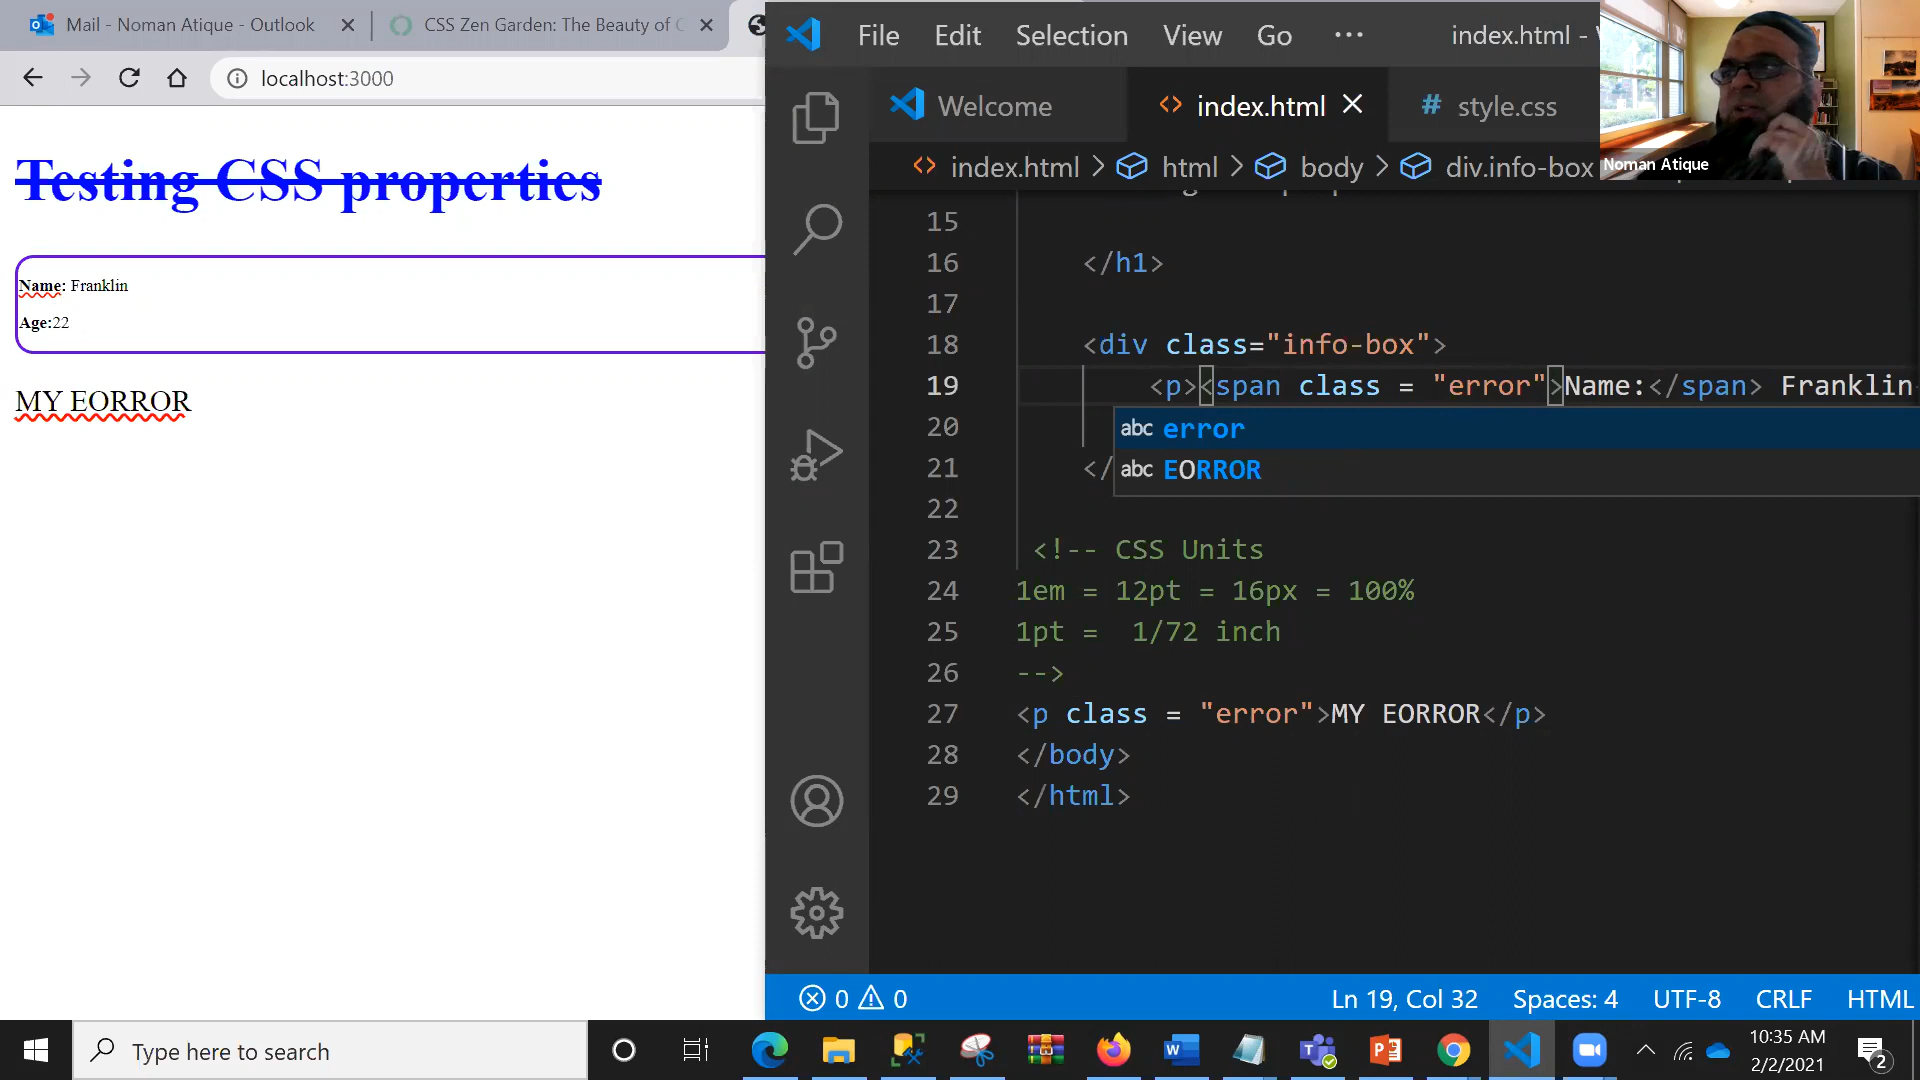 Mail - Noman Atique - Outlook
CSS Zen Garden: The Beauty of
localhost:3000
Testing CSS properties
Name: Franklin
Age:22
MY EORROR
File Edit Selection View Go ···
index.html -
Welcome
index.html
# style.css
index.html > html > body > div.info-box
Noman Atique
15
16 </h1>
17
18 <div class="info-box">
19 <p><span class = "error">Name:</span> Franklin
20 abc error
21 </ abc EORROR
22
23 <!-- CSS Units
24 1em = 12pt = 16px = 100%
25 1pt =  1/72 inch
26 -->
27 <p class = "error">MY EORROR</p>
28 </body>
29 </html>
0 0
Ln 19, Col 32 Spaces: 4 UTF-8 CRLF HTML
Type here to search
10:35 AM
2/2/2021
2